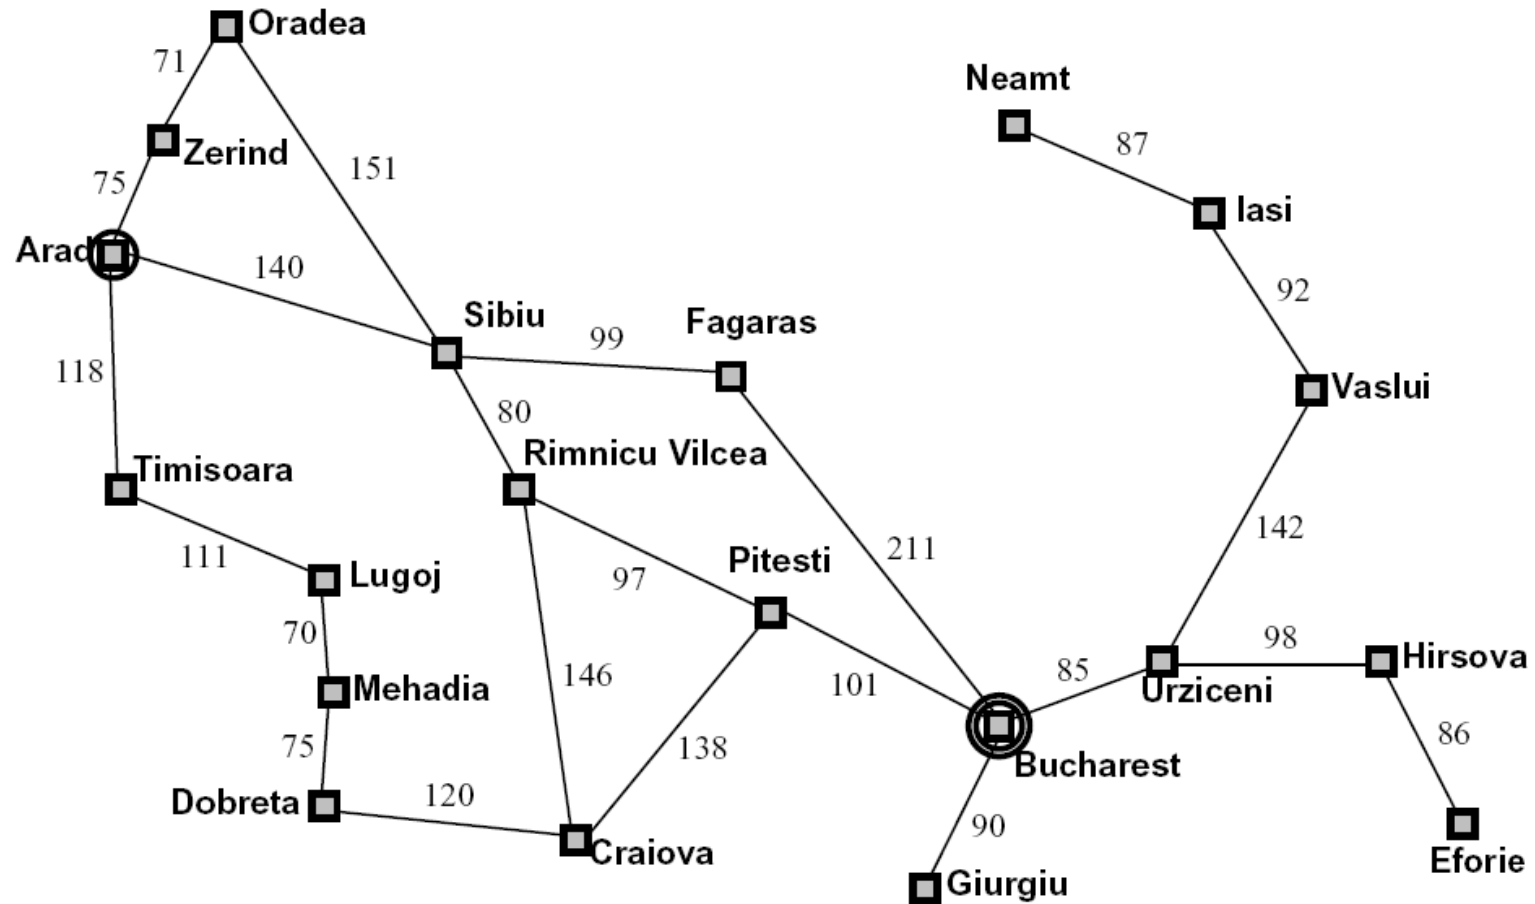 Oradea
71
Neamt
87
Zerind
151
75
Iasi
Arad
140
92
Sibiu
Fagaras
99
118
Vaslui
80
Rimnicu Vilcea
Timisoara
142
211
111
Pitesti
97
Lugoj
70
98
Hirsova
146
85
101
Urziceni
Mehadia
75
138
86
Bucharest
Dobreta
120
90
Craiova
Eforie
Giurgiu